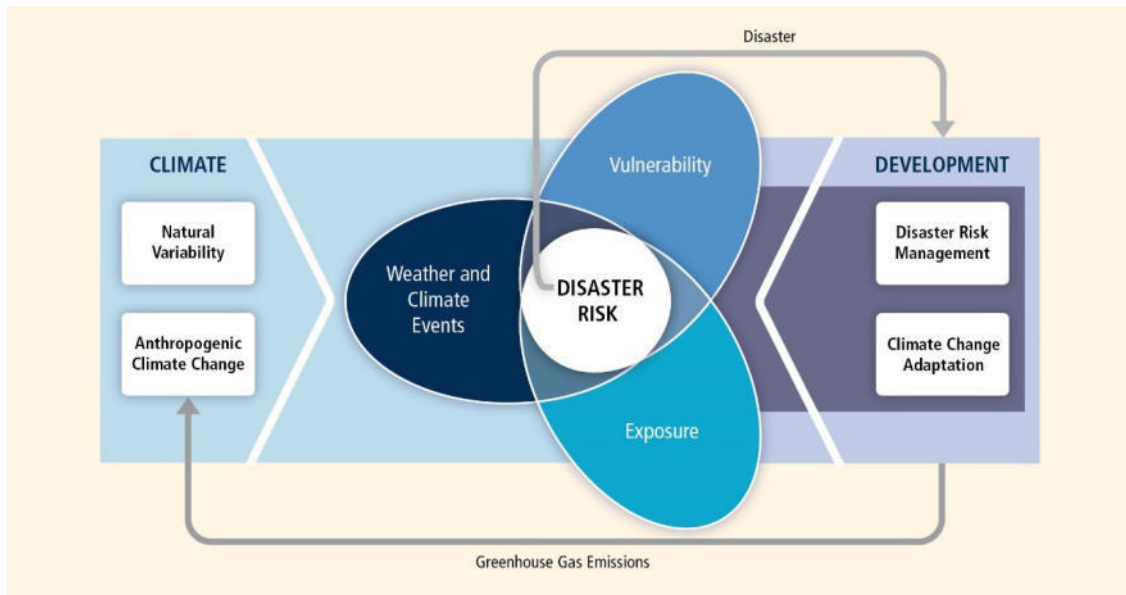 Disaster
CLIMATE
Natural
Variability
Anthropogenic
Climate Change
Vulnerability
Weather and
Climate
Events
DISASTER
RISK
Exposure
DEVELOPMENT
Disaster Risk
Management
Climate Change
Adaptation
Greenhouse Gas Emissions